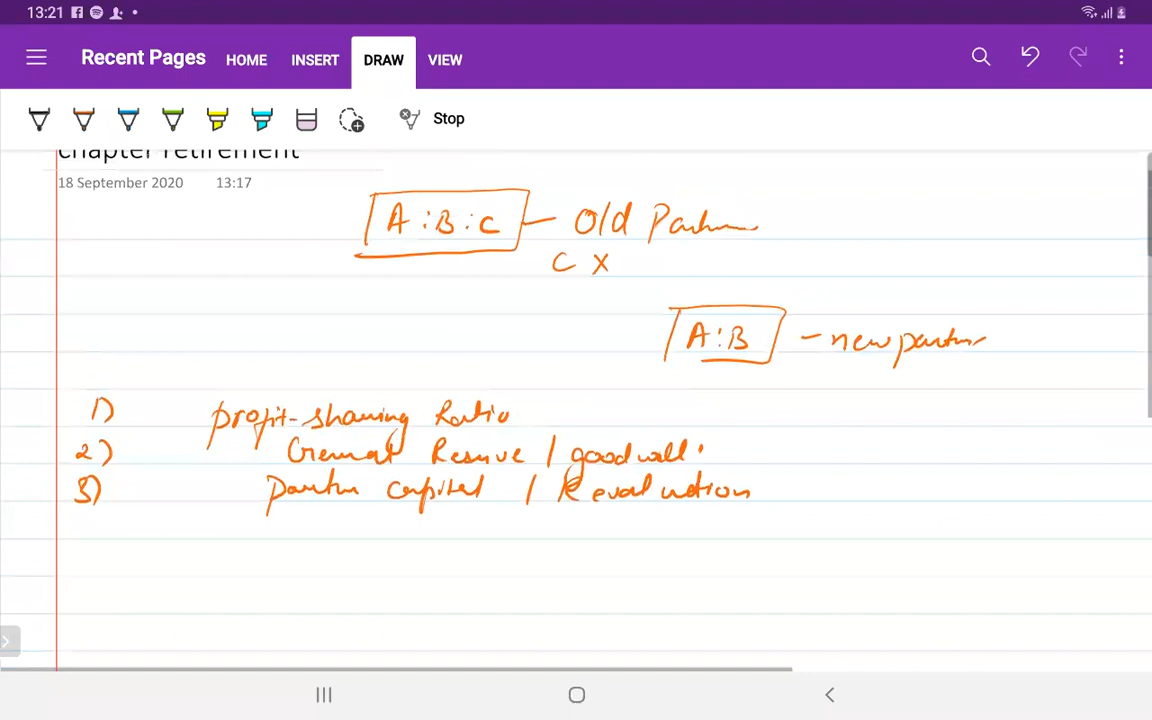 13:21
Recent Pages HOME INSERT DRAW VIEW
Stop
chapter retirement
18 September 2020 13:17
A : B : C — Old Partner
C X
A : B — new partner
1) profit-sharing Ratio
2) General Reserve / goodwill
3) partner capital / Revaluation